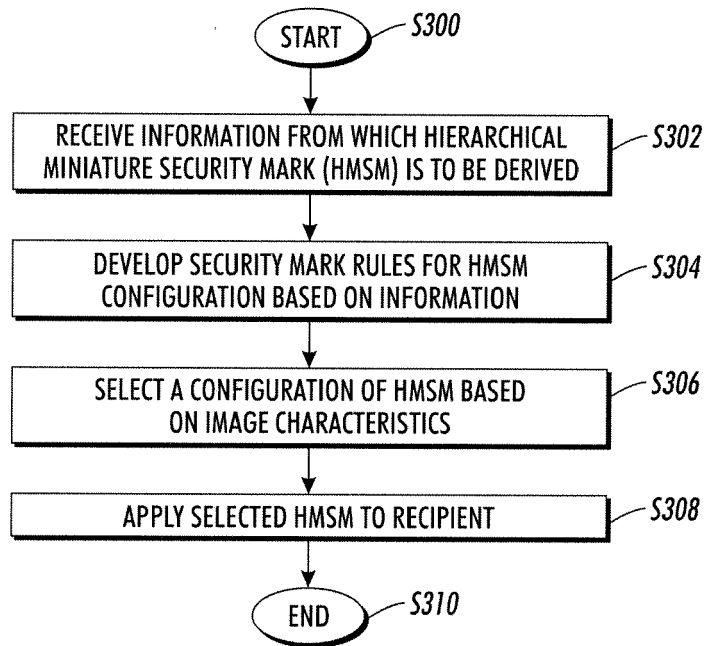 START
S300
RECEIVE INFORMATION FROM WHICH HIERARCHICAL
MINIATURE SECURITY MARK (HMSM) IS TO BE DERIVED
S302
DEVELOP SECURITY MARK RULES FOR HMSM
CONFIGURATION BASED ON INFORMATION
S304
SELECT A CONFIGURATION OF HMSM BASED
ON IMAGE CHARACTERISTICS
S306
APPLY SELECTED HMSM TO RECIPIENT
S308
END
S310